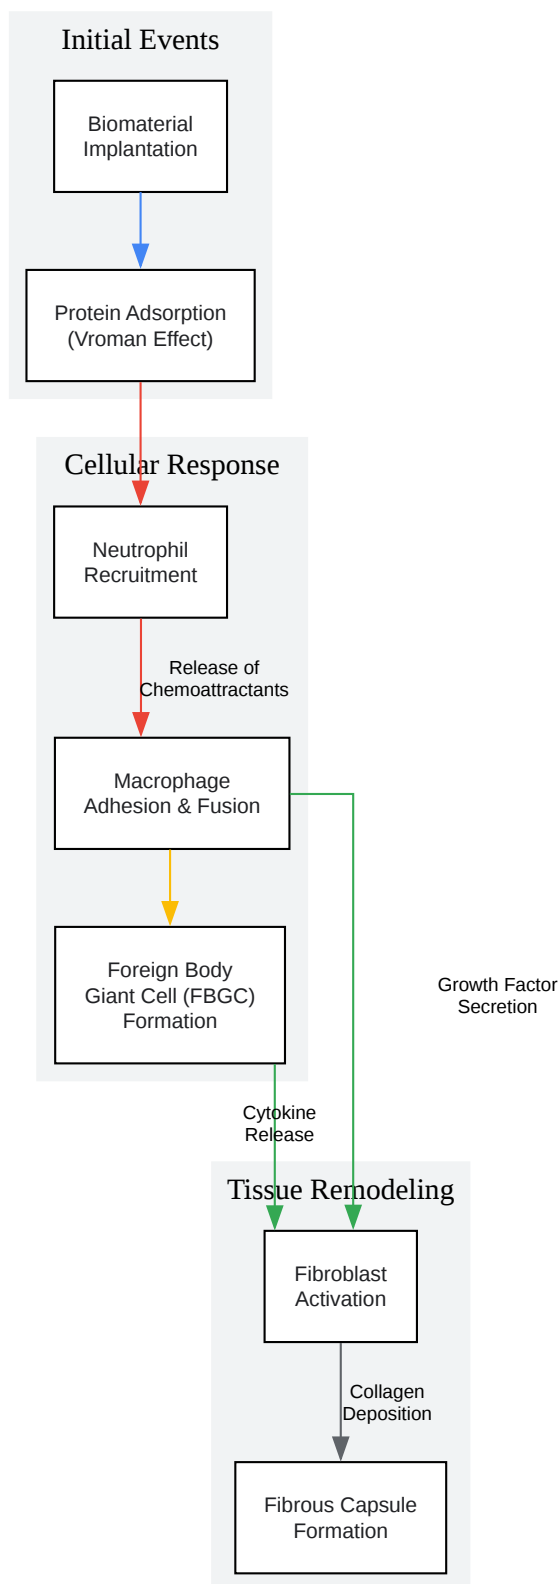 Initial Events
Biomaterial
Implantation
Protein Adsorption
(Vroman Effect)
Cellular Response
Neutrophil
Recruitment
Release of
Chemoattractants
Macrophage
Adhesion & Fusion
Foreign Body
Giant Cell (FBGC)
Formation
Growth Factor
Secretion
Cytokine
Release
Tissue Remodeling
Fibroblast
Activation
Collagen
Deposition
Fibrous Capsule
Formation